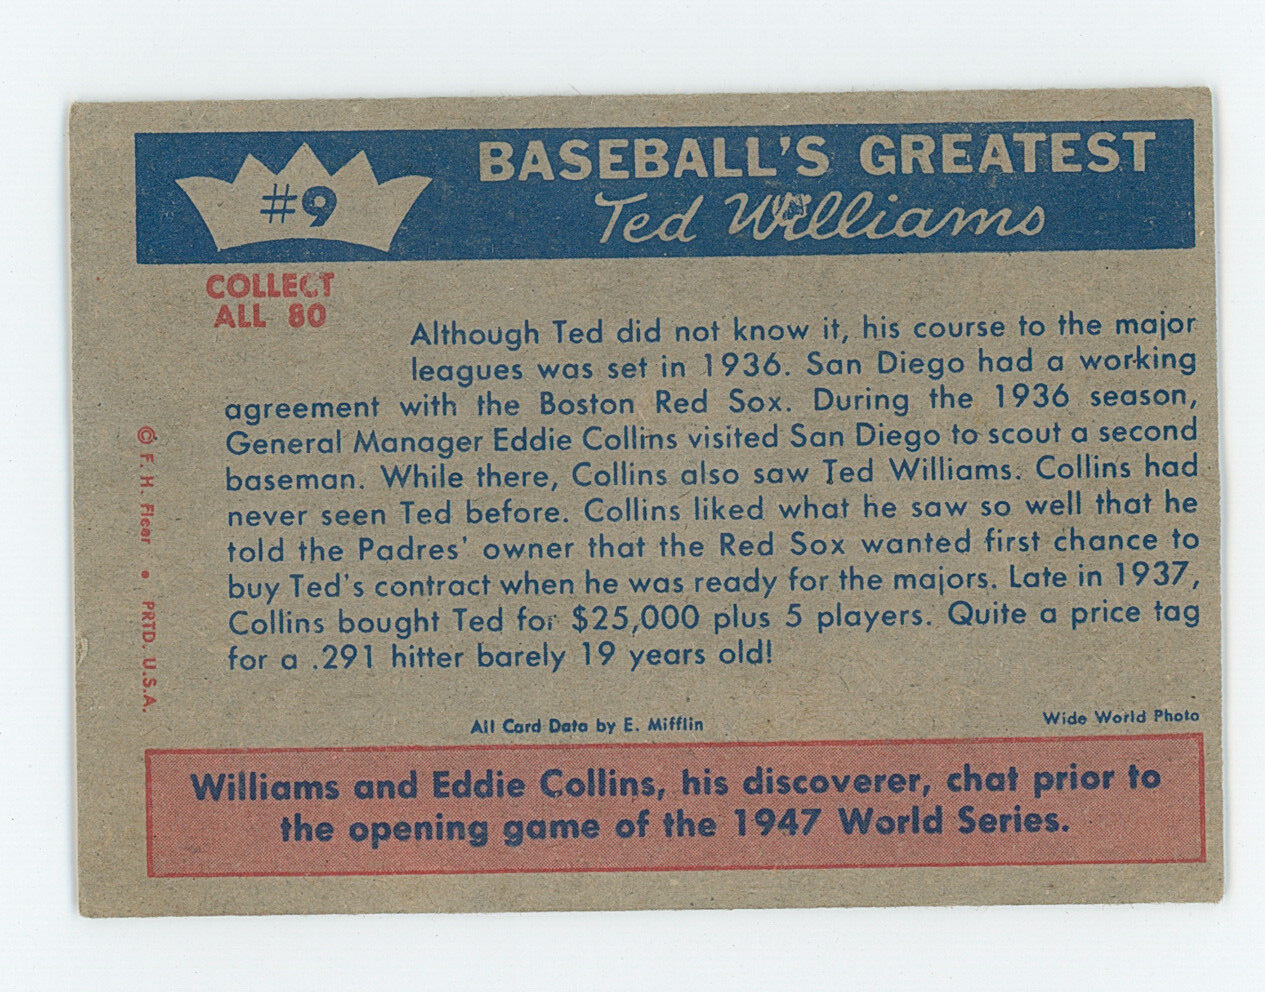 #9
BASEBALL'S GREATEST
Ted Williams
COLLECT
ALL 80
Although Ted did not know it, his course to the major
leagues was set in 1936. San Diego had a working
agreement with the Boston Red Sox. During the 1936 season,
General Manager Eddie Collins visited San Diego to scout a second
baseman. While there, Collins also saw Ted Williams. Collins had
never seen Ted before. Collins liked what he saw so well that he
told the Padres' owner that the Red Sox wanted first chance to
buy Ted's contract when he was ready for the majors. Late in 1937,
Collins bought Ted for $25,000 plus 5 players. Quite a price tag
for a .291 hitter barely 19 years old!
© F. H. Fleer • PRTD. U.S.A.
All Card Data by E. Mifflin
Wide World Photo
Williams and Eddie Collins, his discoverer, chat prior to
the opening game of the 1947 World Series.